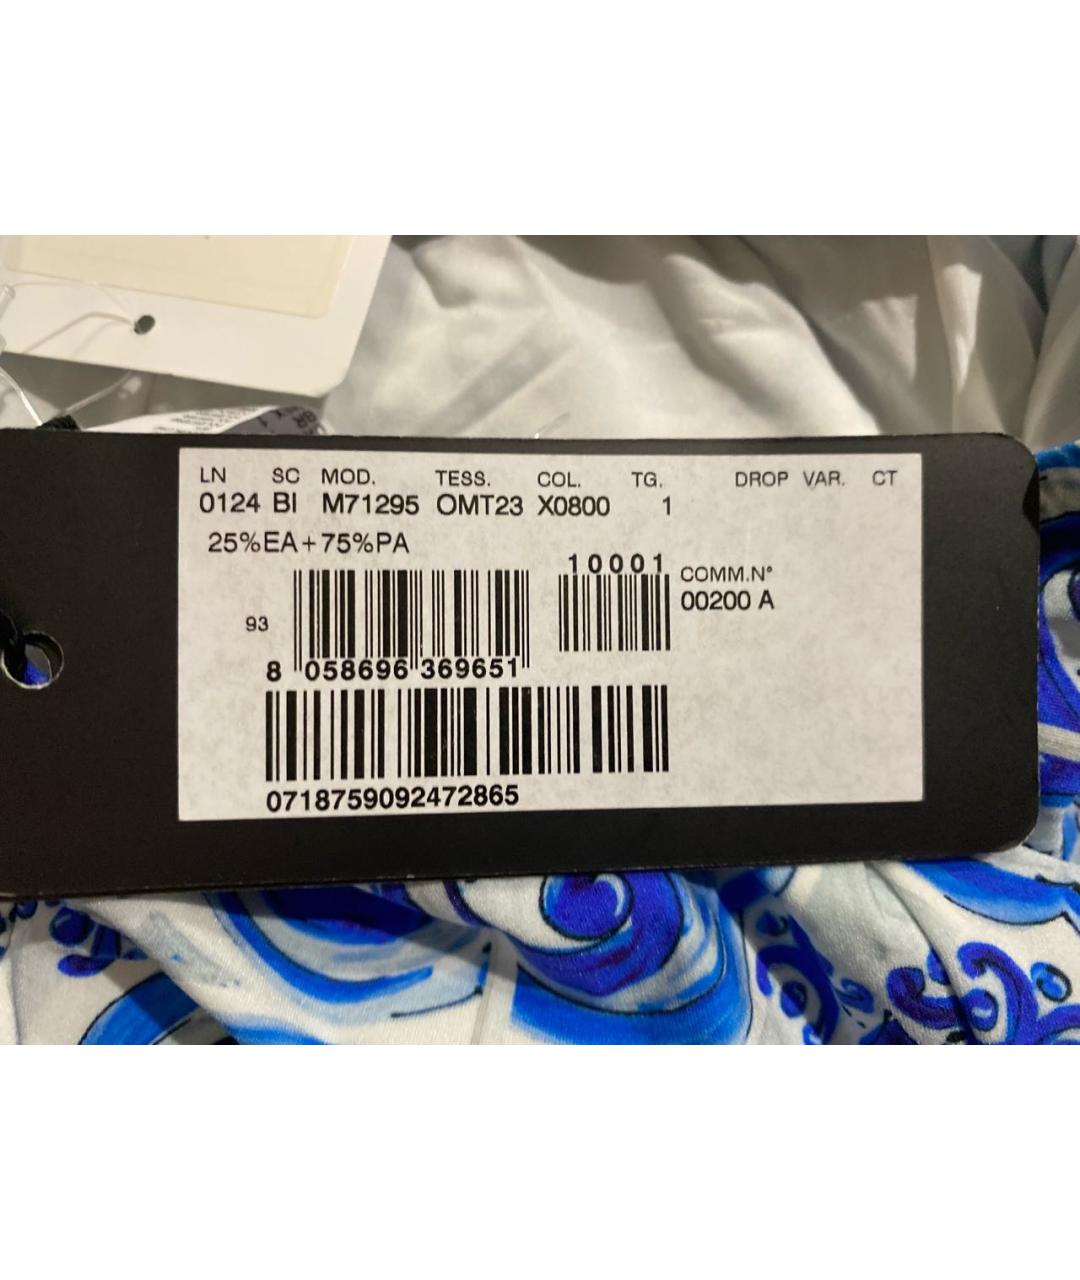 LN SC MOD. TESS. COL. TG. DROP VAR. CT
0124 BI M71295 OMT23 X0800 1
25%EA+75%PA
10001
COMM.N°
00200 A
93
8 058696 369651
0718759092472865